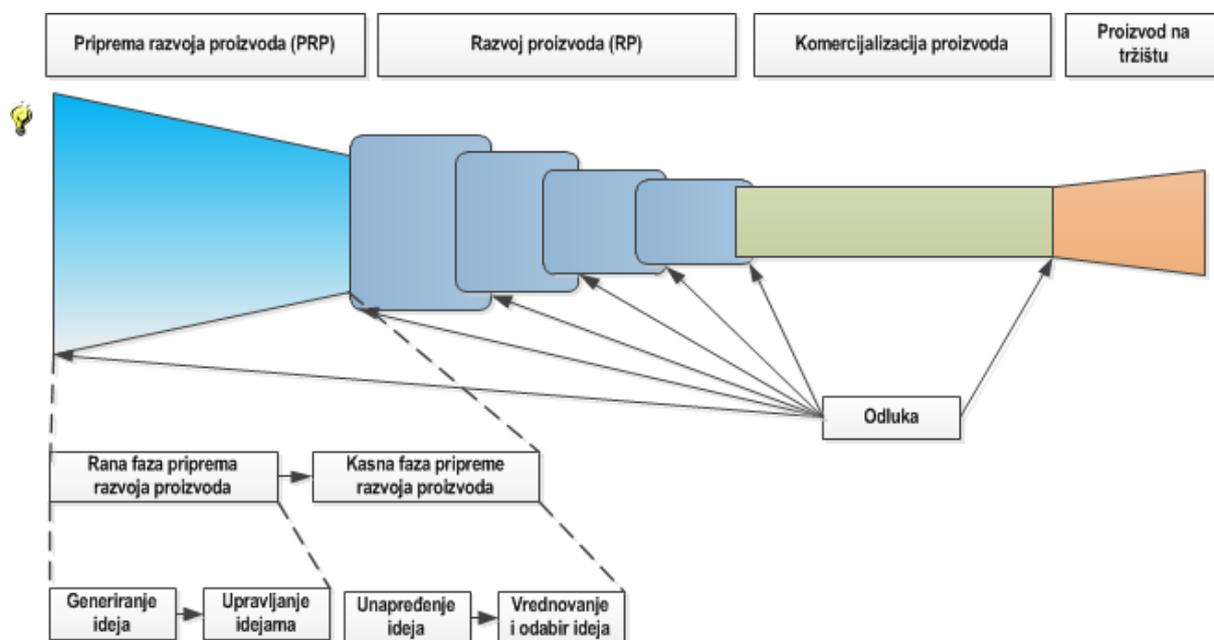 Priprema razvoja proizvoda (PRP)
Razvoj proizvoda (RP)
Komercijalizacija proizvoda
Proizvod na
tržištu
Odluka
Rana faza priprema
razvoja proizvoda
Kasna faza pripreme
razvoja proizvoda
Generiranje
ideja
Upravljanje
idejama
Unapređenje
ideja
Vrednovanje
i odabir ideja